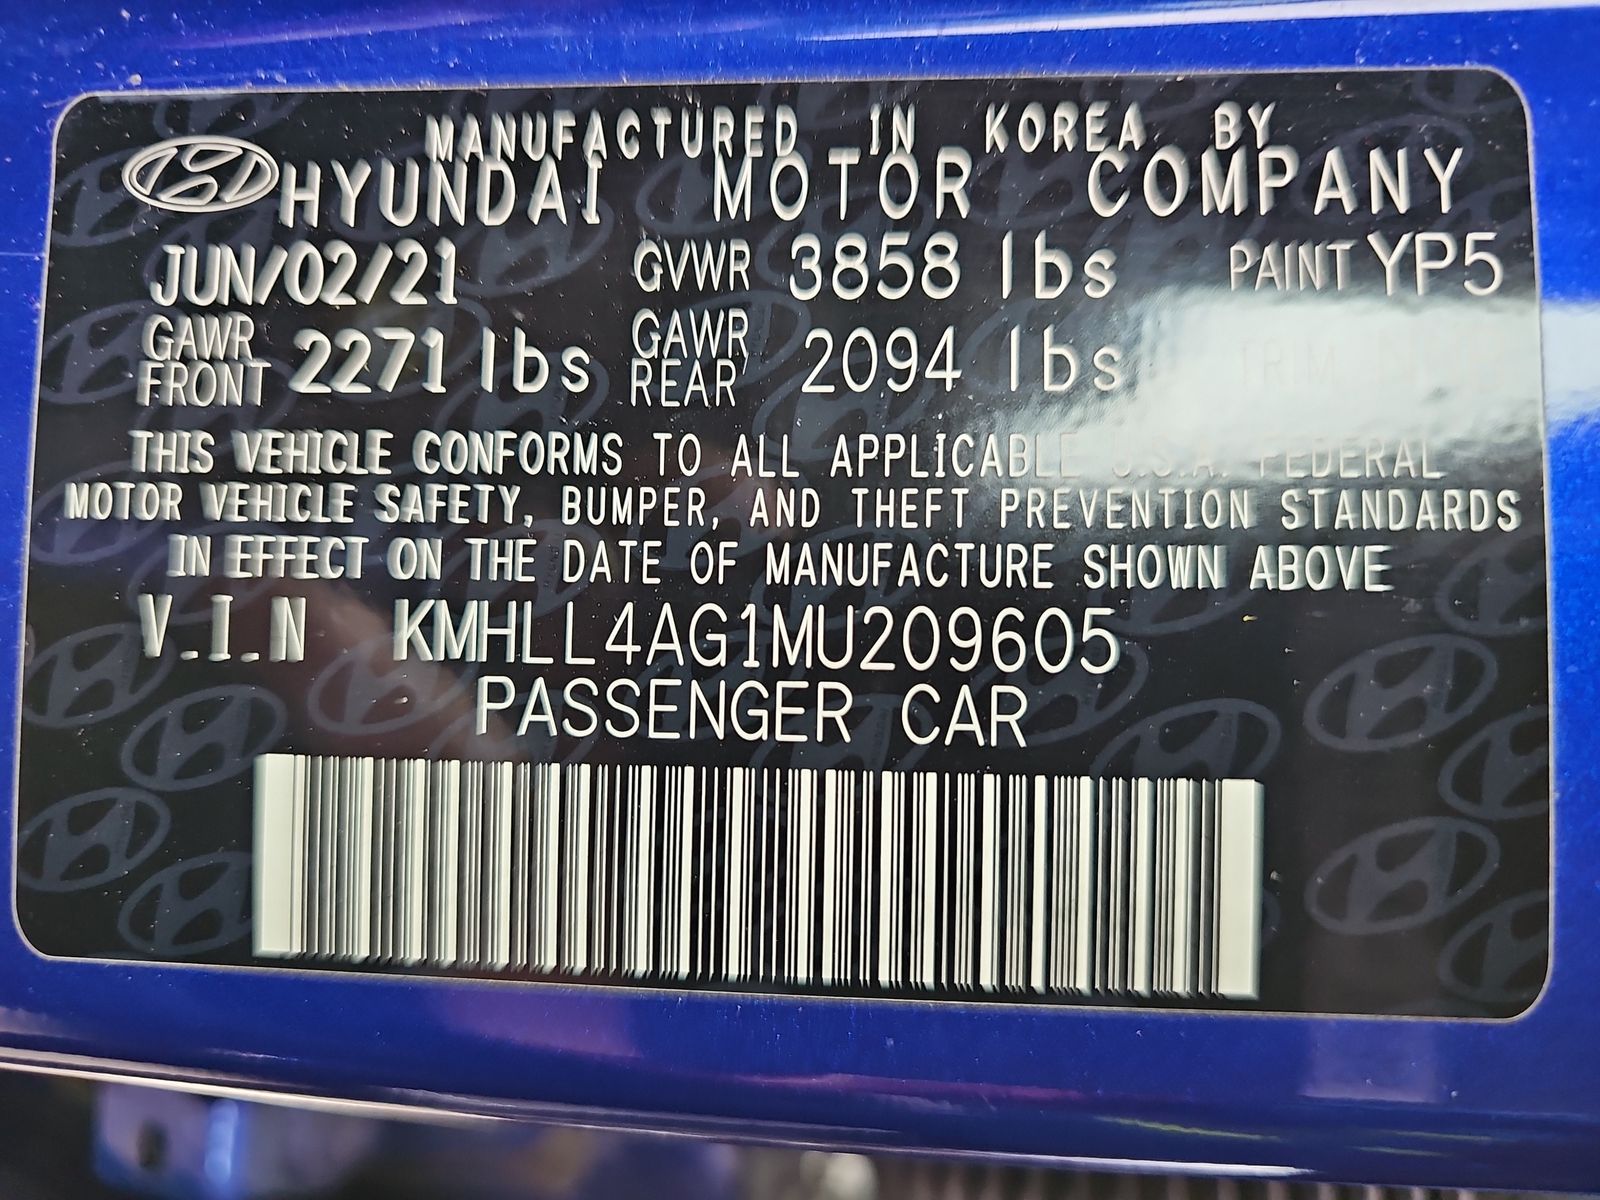 MANUFACTURED IN KOREA BY
HYUNDAI MOTOR COMPANY
JUN/02/21 GVWR 3858 lbs PAINT YP5
GAWR FRONT 2271 lbs GAWR REAR 2094 lbs TRIM
THIS VEHICLE CONFORMS TO ALL APPLICABLE U.S.A. FEDERAL
MOTOR VEHICLE SAFETY, BUMPER, AND THEFT PREVENTION STANDARDS
IN EFFECT ON THE DATE OF MANUFACTURE SHOWN ABOVE
V.I.N KMHLL4AG1MU209605
PASSENGER CAR